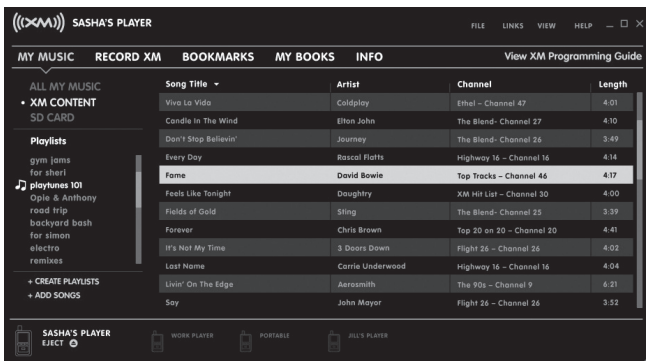 ((XM)) SASHA'S PLAYER
FILE LINKS VIEW HELP
MY MUSIC RECORD XM BOOKMARKS MY BOOKS INFO View XM Programming Guide
ALL MY MUSIC
• XM CONTENT
SD CARD
Playlists
gym jams
for sheri
playtunes 101
Opie & Anthony
road trip
backyard bash
for simon
electro
remixes
+ CREATE PLAYLISTS
+ ADD SONGS
Song Title Artist Channel Length
Viva La Vida Coldplay Ethel – Channel 47 4:01
Candle In The Wind Elton John The Blend- Channel 27 4:10
Don't Stop Believin' Journey The Blend- Channel 26 3:49
Every Day Rascal Flatts Highway 16 – Channel 16 4:14
Fame David Bowie Top Tracks – Channel 46 4:17
Feels Like Tonight Daughtry XM Hit List – Channel 30 4:00
Fields of Gold Sting The Blend- Channel 25 3:39
Forever Chris Brown Top 20 on 20 – Channel 20 4:41
It's Not My Time 3 Doors Down Flight 26 – Channel 26 4:02
Last Name Carrie Underwood Highway 16 – Channel 16 4:04
Livin' On The Edge Aerosmith The 90s – Channel 9 6:21
Say John Mayor Flight 26 – Channel 26 3:52
SASHA'S PLAYER
EJECT
WORK PLAYER PORTABLE JILL'S PLAYER